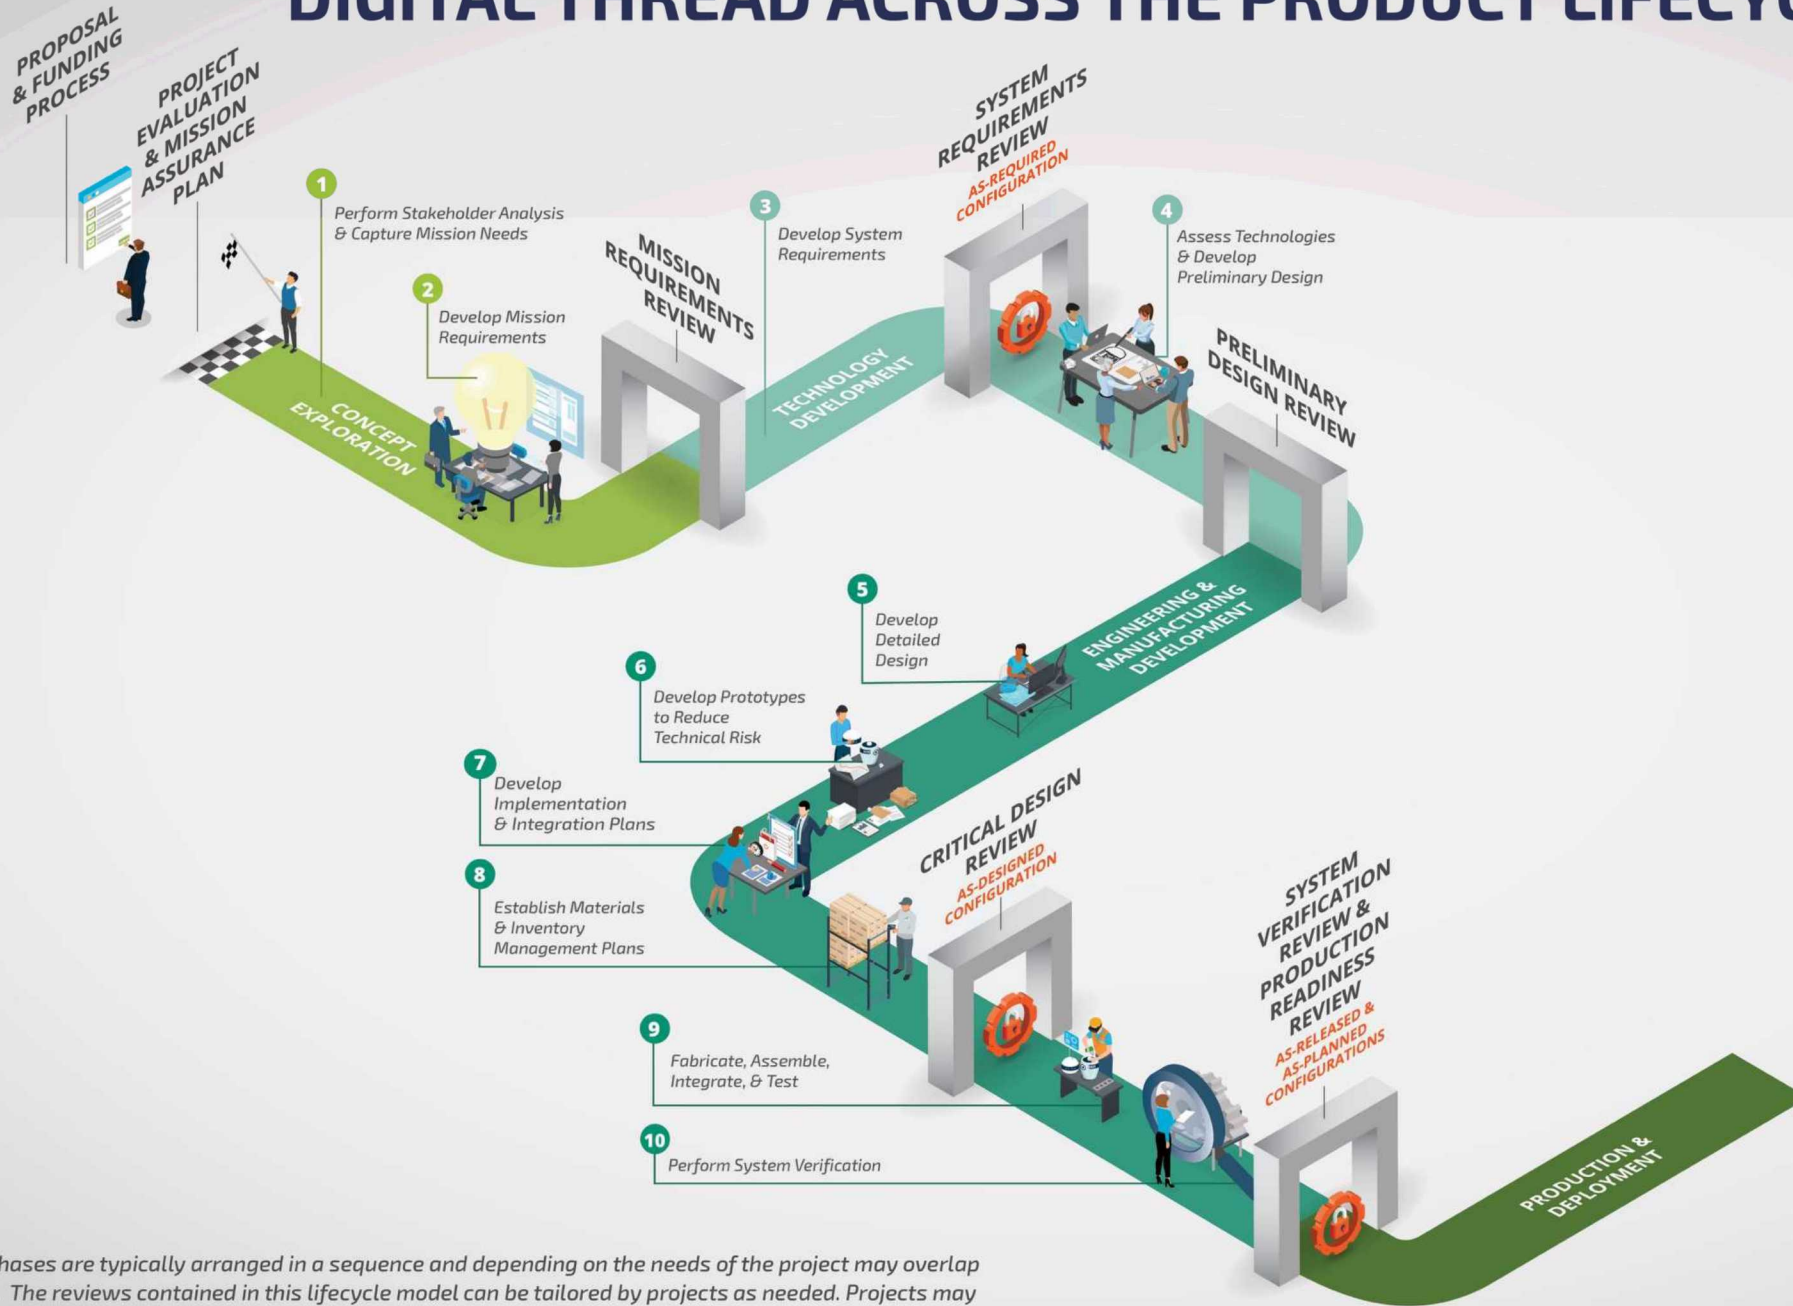 DIGITAL THREAD ACROSS THE PRODUCT
PROPOSAL
& FUNDING
PROCESS
PROJECT
EVALUATION
& MISSION
ASSURANCE
PLAN
1
Perform Stakeholder Analysis
& Capture Mission Needs
2
Develop Mission
Requirements
CONCEPT
EXPLORATION
MISSION
REQUIREMENTS
REVIEW
3
Develop System
Requirements
TECHNOLOGY
DEVELOPMENT
SYSTEM
REQUIREMENTS
REVIEW
AS-REQUIRED
CONFIGURATION
4
Assess Technologies
& Develop
Preliminary Design
PRELIMINARY
DESIGN REVIEW
ENGINEERING &
MANUFACTURING
DEVELOPMENT
5
Develop
Detailed
Design
6
Develop Prototypes
to Reduce
Technical Risk
7
Develop
Implementation
& Integration Plans
8
Establish Materials
& Inventory
Management Plans
CRITICAL DESIGN
REVIEW
AS-DESIGNED
CONFIGURATION
9
Fabricate, Assemble,
Integrate, & Test
10
Perform System Verification
SYSTEM
VERIFICATION
REVIEW &
PRODUCTION
READINESS
REVIEW
AS-RELEASED &
AS-PLANNED
CONFIGURATIONS
PRODUCTION &
DEPLOYMENT
hases are typically arranged in a sequence and depending on the needs of the project may overlap
The reviews contained in this lifecycle model can be tailored by projects as needed. Projects may